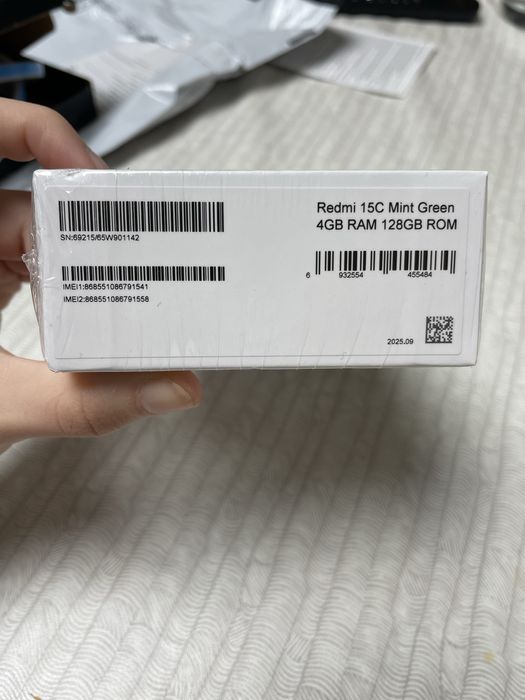 SN:69215/65W901142
IMEI1:868551086791541
IMEI2:868551086791558
Redmi 15C Mint Green
4GB RAM 128GB ROM
6 932554 455484
2025.09